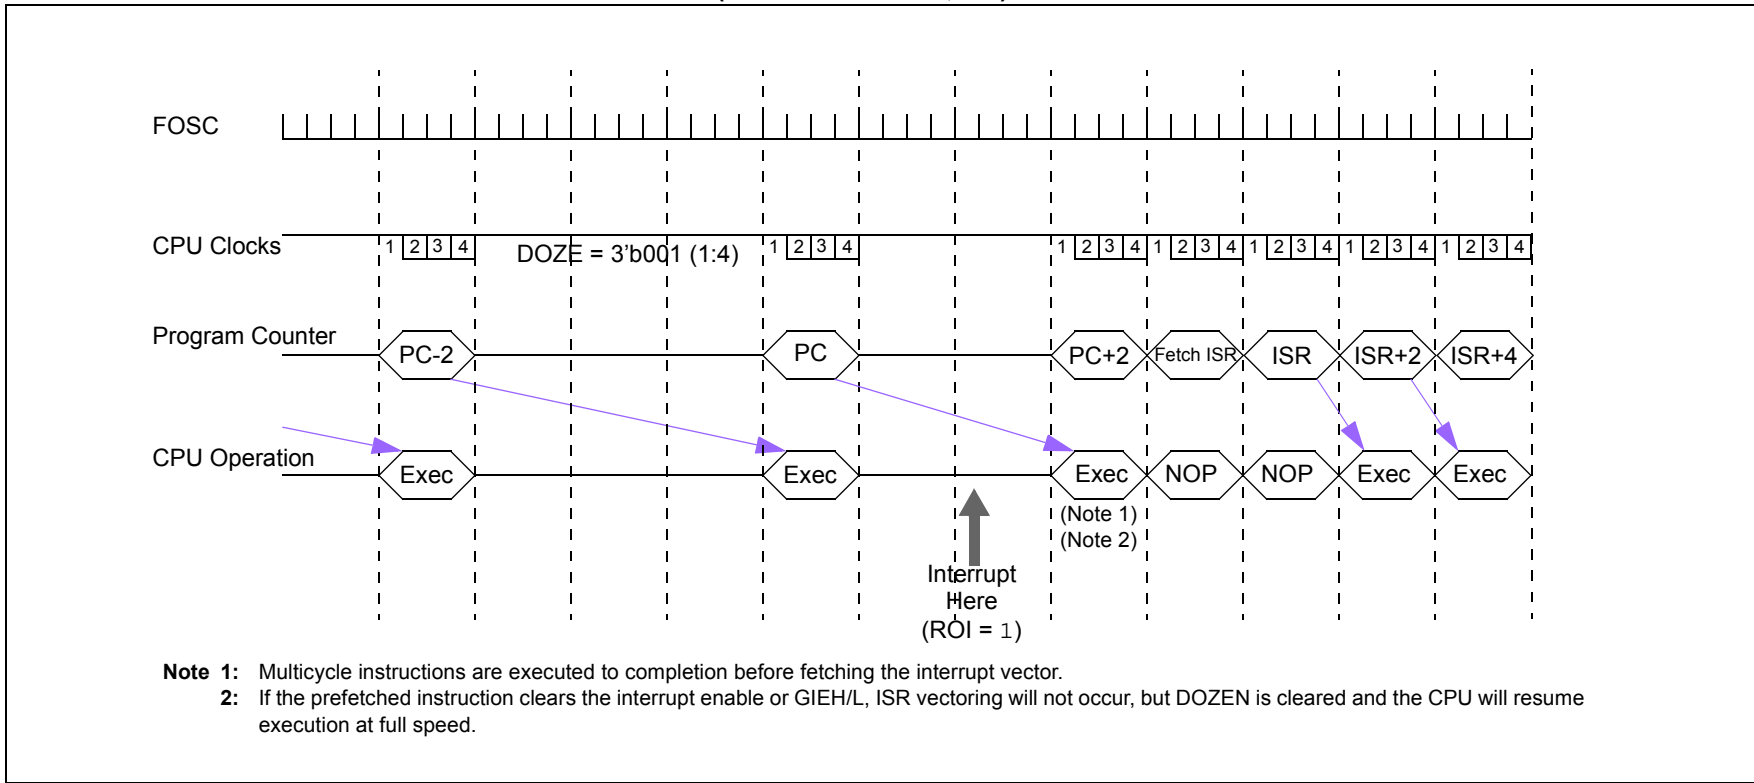 FOSC
CPU Clocks
1 2 3 4 DOZE = 3'b001 (1:4) 1 2 3 4 1 2 3 4 1 2 3 4 1 2 3 4 1 2 3 4 1 2 3 4
Program Counter
PC-2 PC PC+2 Fetch ISR ISR ISR+2 ISR+4
CPU Operation
Exec Exec Exec NOP NOP Exec Exec
(Note 1)
(Note 2)
Interrupt
Here
(ROI = 1)
Note 1: Multicycle instructions are executed to completion before fetching the interrupt vector.
2: If the prefetched instruction clears the interrupt enable or GIEH/L, ISR vectoring will not occur, but DOZEN is cleared and the CPU will resume
execution at full speed.